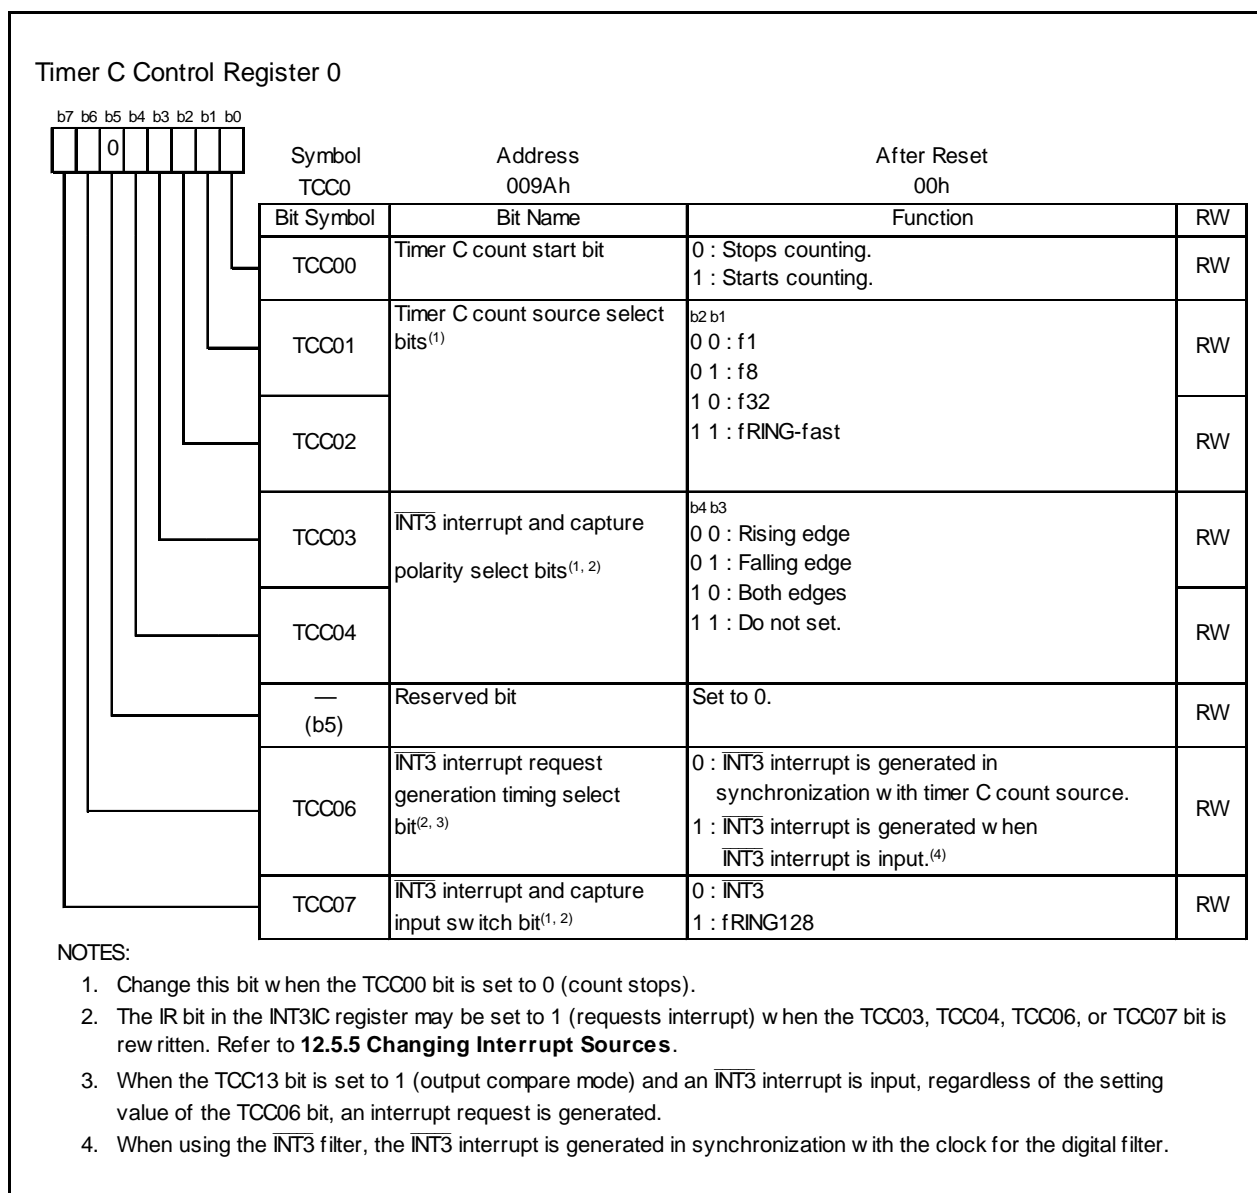 Timer C Control Register 0
b7 b6 b5 b4 b3 b2 b1 b0
0
Symbol Address After Reset
TCC0 009Ah 00h
Bit Symbol Bit Name Function RW
TCC00 Timer C count start bit 0 : Stops counting. RW
1 : Starts counting.
TCC01 Timer C count source select b2 b1 RW
bits(1) 0 0 : f1
0 1 : f8
1 0 : f32
TCC02 1 1 : fRING-fast RW
TCC03 INT3 interrupt and capture b4 b3 RW
polarity select bits(1, 2) 0 0 : Rising edge
0 1 : Falling edge
1 0 : Both edges
TCC04 1 1 : Do not set. RW
— Reserved bit Set to 0. RW
(b5)
TCC06 INT3 interrupt request 0 : INT3 interrupt is generated in RW
generation timing select synchronization with timer C count source.
bit(2, 3) 1 : INT3 interrupt is generated when
INT3 interrupt is input.(4)
TCC07 INT3 interrupt and capture 0 : INT3 RW
input switch bit(1, 2) 1 : fRING128
NOTES:
1. Change this bit when the TCC00 bit is set to 0 (count stops).
2. The IR bit in the INT3IC register may be set to 1 (requests interrupt) when the TCC03, TCC04, TCC06, or TCC07 bit is
rewritten. Refer to 12.5.5 Changing Interrupt Sources.
3. When the TCC13 bit is set to 1 (output compare mode) and an INT3 interrupt is input, regardless of the setting
value of the TCC06 bit, an interrupt request is generated.
4. When using the INT3 filter, the INT3 interrupt is generated in synchronization with the clock for the digital filter.